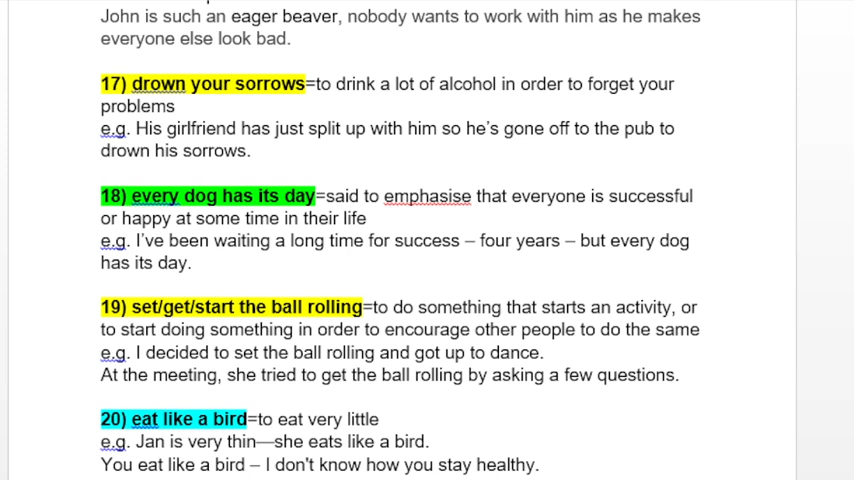 John is such an eager beaver, nobody wants to work with him as he makes
everyone else look bad.
17) drown your sorrows=to drink a lot of alcohol in order to forget your
problems
e.g. His girlfriend has just split up with him so he’s gone off to the pub to
drown his sorrows.
18) every dog has its day=said to emphasise that everyone is successful
or happy at some time in their life
e.g. I’ve been waiting a long time for success – four years – but every dog
has its day.
19) set/get/start the ball rolling=to do something that starts an activity, or
to start doing something in order to encourage other people to do the same
e.g. I decided to set the ball rolling and got up to dance.
At the meeting, she tried to get the ball rolling by asking a few questions.
20) eat like a bird=to eat very little
e.g. Jan is very thin—she eats like a bird.
You eat like a bird – I don't know how you stay healthy.